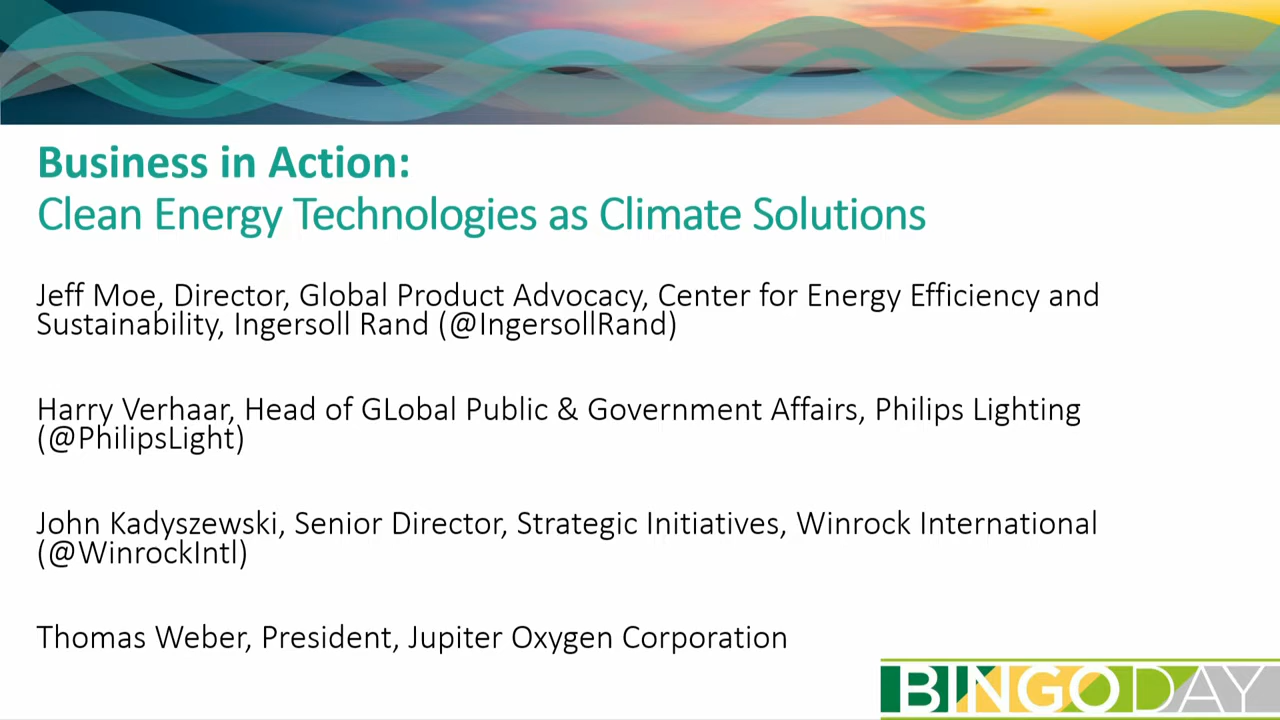 Business in Action:
Clean Energy Technologies as Climate Solutions
Jeff Moe, Director, Global Product Advocacy, Center for Energy Efficiency and
Sustainability, Ingersoll Rand (@IngersollRand)
Harry Verhaar, Head of GLobal Public & Government Affairs, Philips Lighting
(@PhilipsLight)
John Kadyszewski, Senior Director, Strategic Initiatives, Winrock International
(@WinrockIntl)
Thomas Weber, President, Jupiter Oxygen Corporation
BINGODAY